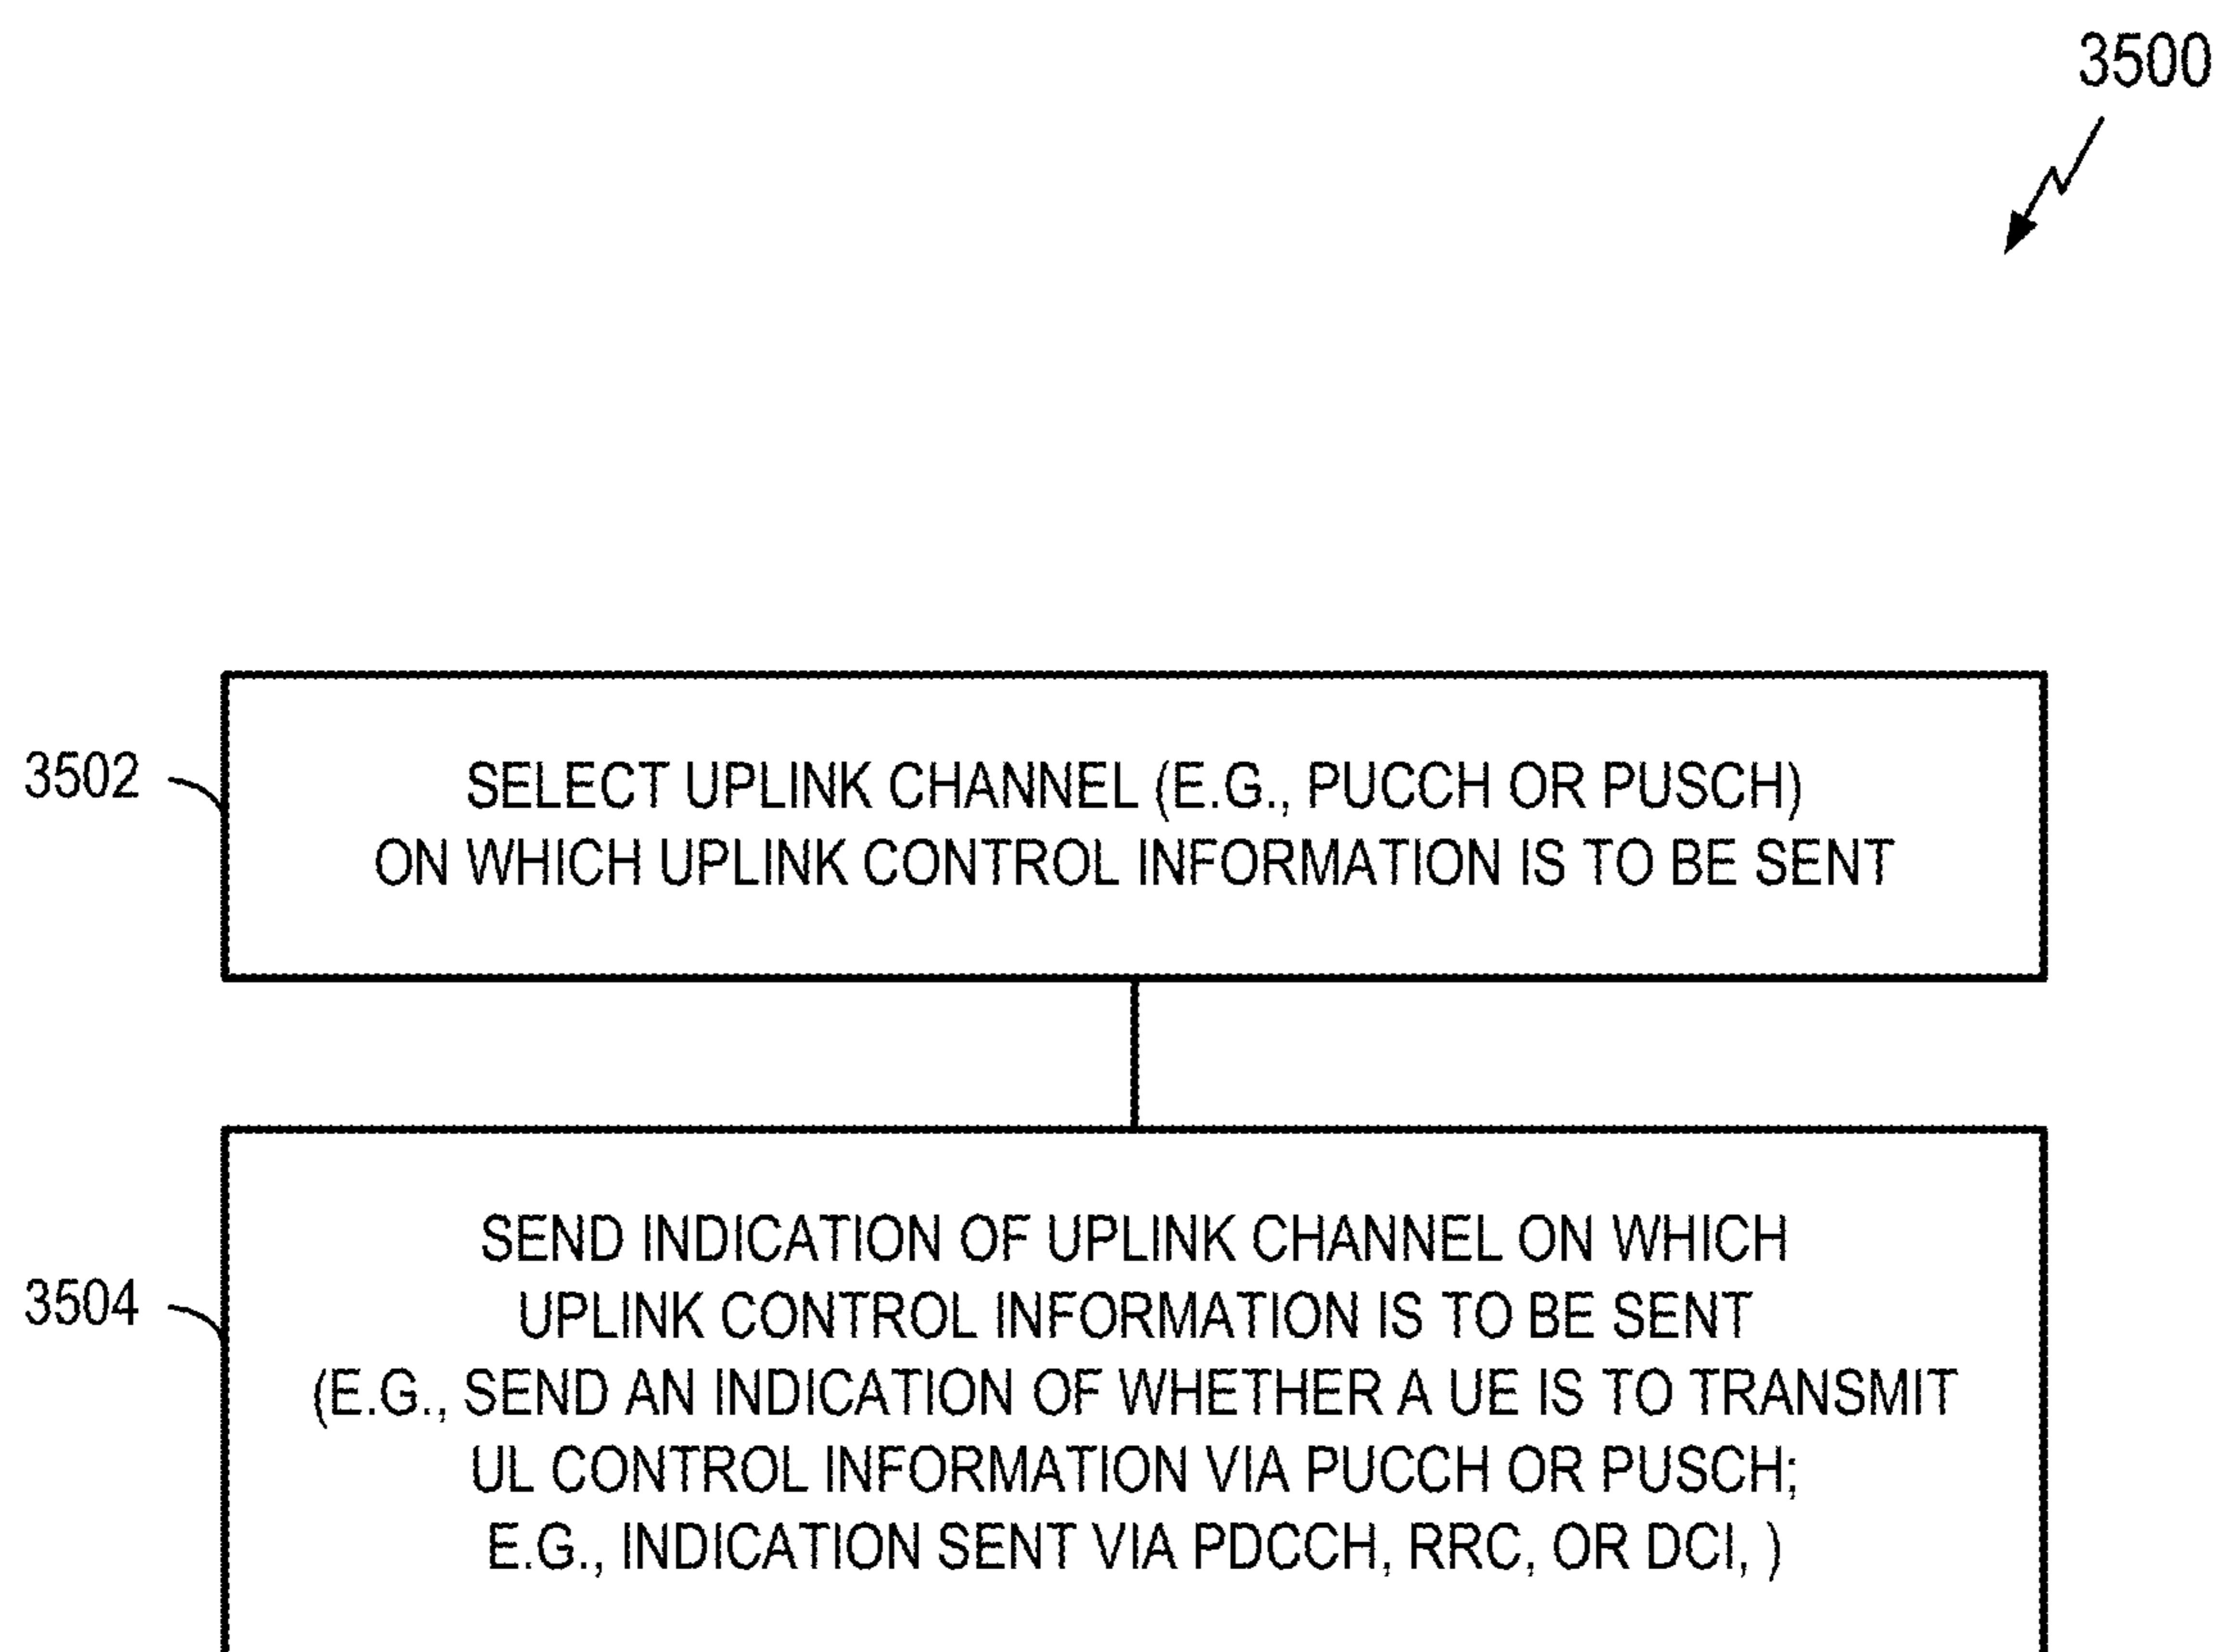 3500
3502
SELECT UPLINK CHANNEL (E.G., PUCCH OR PUSCH)
ON WHICH UPLINK CONTROL INFORMATION IS TO BE SENT
3504
SEND INDICATION OF UPLINK CHANNEL ON WHICH
UPLINK CONTROL INFORMATION IS TO BE SENT
(E.G., SEND AN INDICATION OF WHETHER A UE IS TO TRANSMIT
UL CONTROL INFORMATION VIA PUCCH OR PUSCH;
E.G., INDICATION SENT VIA PDCCH, RRC, OR DCI, )